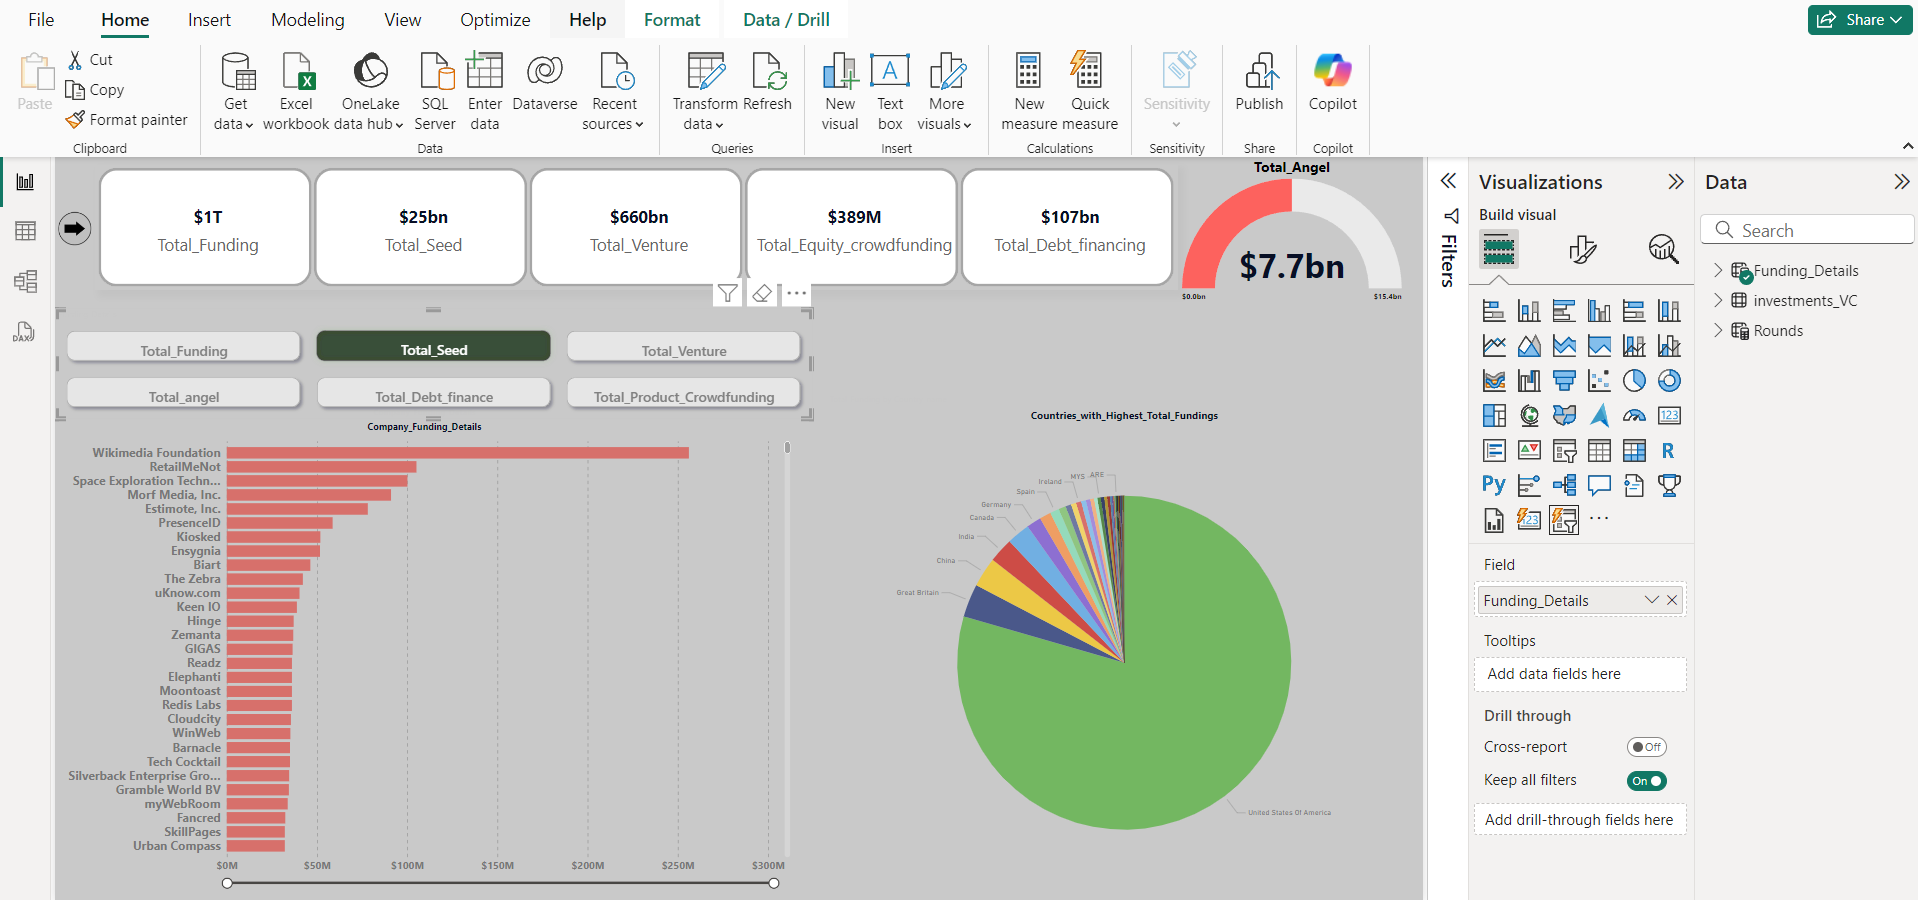 File Home Insert Modeling View Optimize Help Format Data / Drill Share
Paste
Cut
Copy
Format painter
Clipboard
Get data
Excel workbook
OneLake data hub
SQL Server
Enter data
Dataverse
Recent sources
Data
Transform data
Refresh
Queries
New visual
A
Text box
More visuals
Insert
New measure
Quick measure
Calculations
Sensitivity
Sensitivity
Publish
Share
Copilot
Copilot
DAX
$1T
Total_Funding
$25bn
Total_Seed
$660bn
Total_Venture
$389M
Total_Equity_crowdfunding
$107bn
Total_Debt_financing
Total_Angel
$7.7bn
$0.0bn
$15.4bn
Total_Funding
Total_Seed
Total_Venture
Total_angel
Total_Debt_finance
Total_Product_Crowdfunding
Company_Funding_Details
Wikimedia Foundation
RetailMeNot
Space Exploration Techn...
Morf Media, Inc.
Estimote, Inc.
PresenceID
Kiosked
Ensygnia
Biart
The Zebra
uKnow.com
Keen IO
Hinge
Zemanta
GIGAS
Readz
Elephanti
Moontoast
Redis Labs
Cloudcity
WinWeb
Barnacle
Tech Cocktail
Silverback Enterprise Gro...
Gramble World BV
myWebRoom
Fancred
SkillPages
Urban Compass
$0M $50M $100M $150M $200M $250M $300M
Countries_with_Highest_Total_Fundings
ARE
MYS
Ireland
Spain
Germany
Canada
India
China
Great Britain
United States Of America
Filters
Visualizations
Build visual
123
R
Py
123
Field
Funding_Details
Tooltips
Add data fields here
Drill through
Cross-report Off
Keep all filters On
Add drill-through fields here
Data
Search
Funding_Details
investments_VC
Rounds